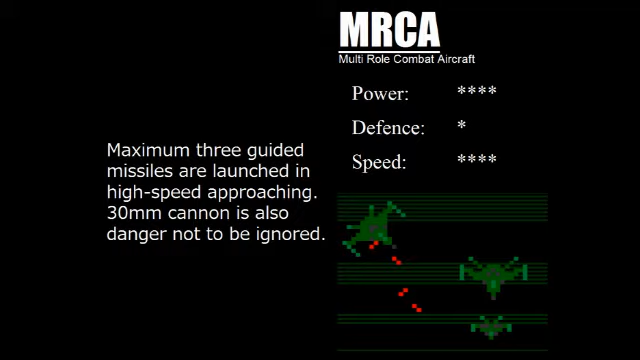 MRCA
Multi Role Combat Aircraft
Power: ****
Defence: *
Speed: ****
Maximum three guided
missiles are launched in
high-speed approaching.
30mm cannon is also
danger not to be ignored.